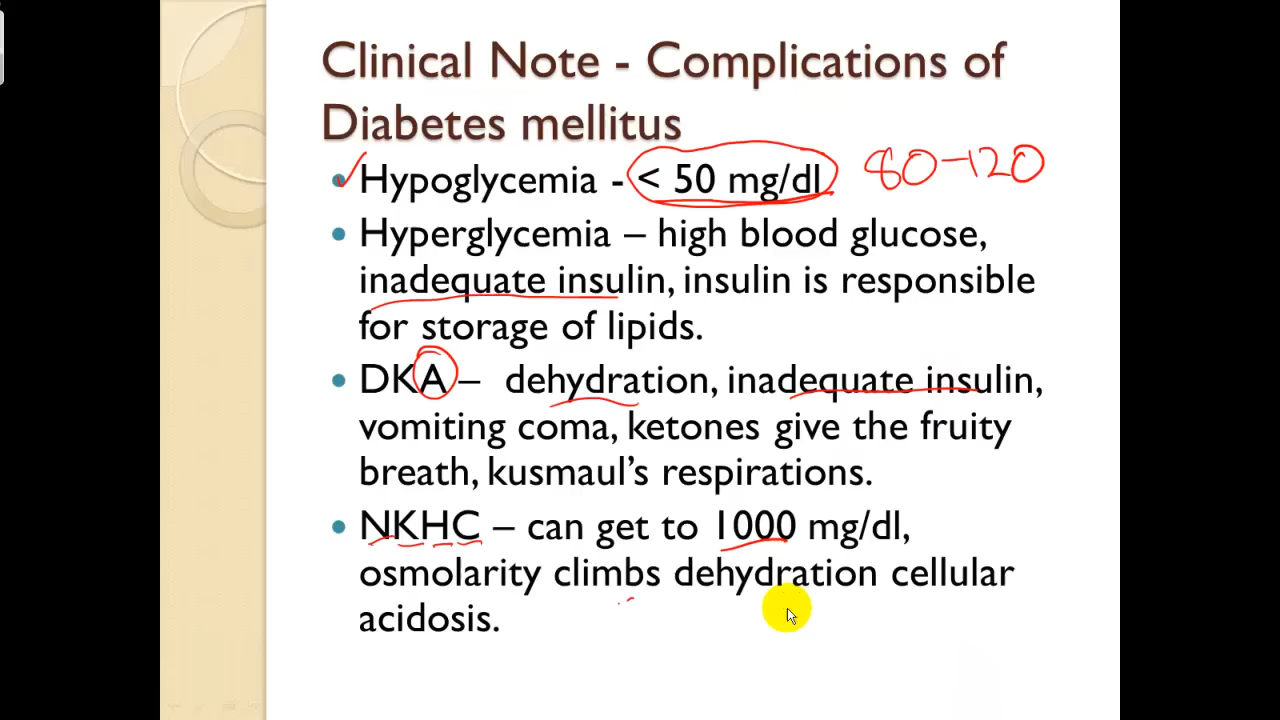 Clinical Note - Complications of
Diabetes mellitus
• Hypoglycemia - < 50 mg/dl 80-120
• Hyperglycemia – high blood glucose,
inadequate insulin, insulin is responsible
for storage of lipids.
• DKA – dehydration, inadequate insulin,
vomiting coma, ketones give the fruity
breath, kusmaul's respirations.
• NKHC – can get to 1000 mg/dl,
osmolarity climbs dehydration cellular
acidosis.